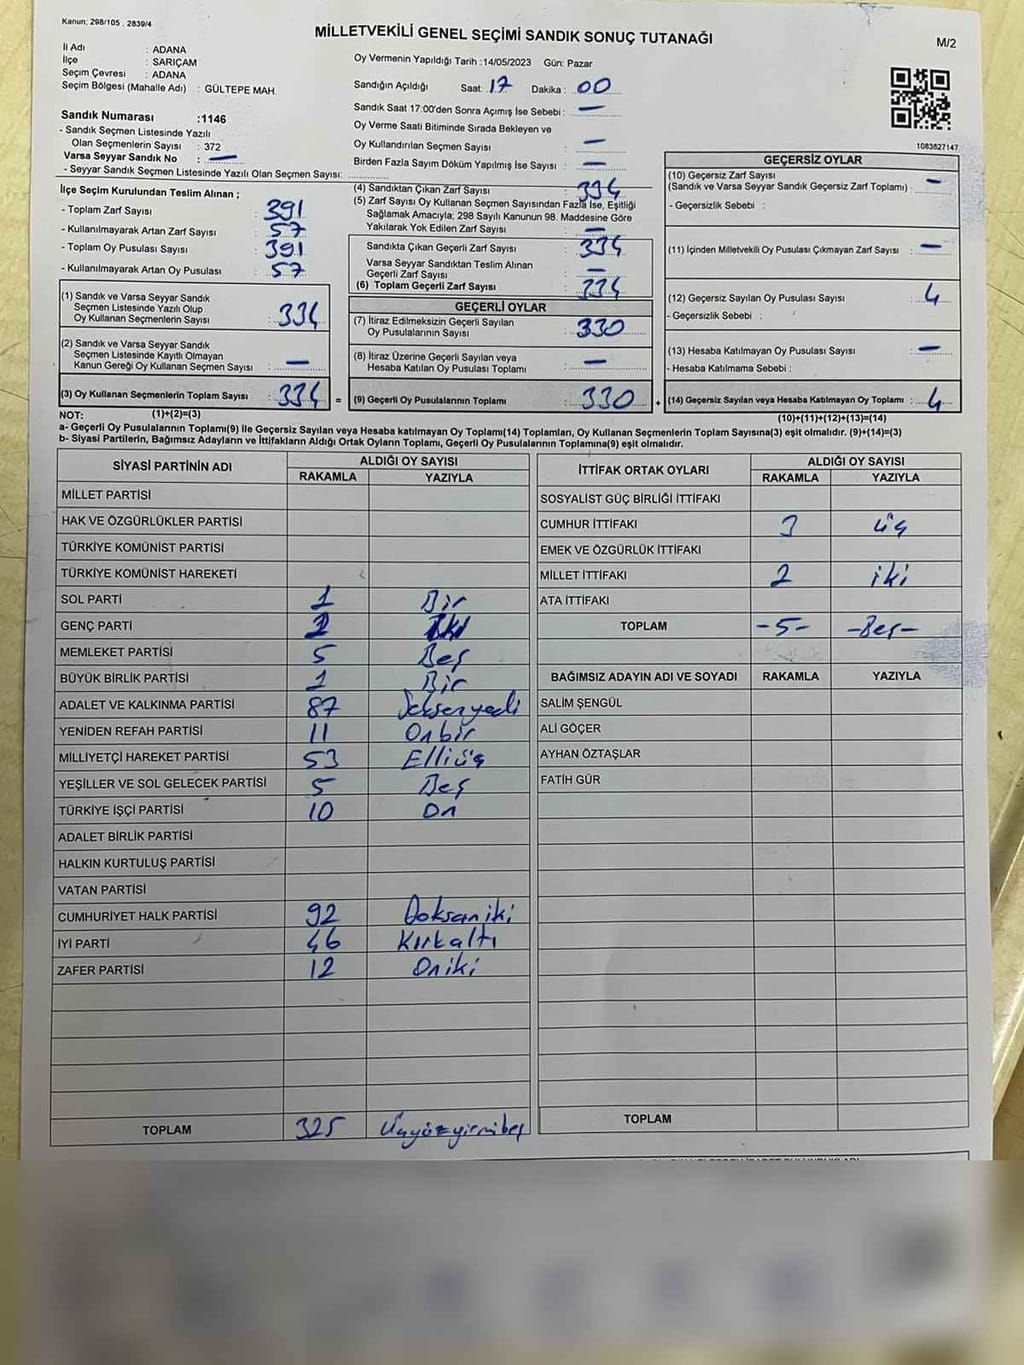 Kanun; 298/105 , 2839/4
MİLLETVEKİLİ GENEL SEÇİMİ SANDIK SONUÇ TUTANAĞI
M/2
İl Adı : ADANA
İlçe : SARIÇAM
Seçim Çevresi : ADANA
Seçim Bölgesi (Mahalle Adı) : GÜLTEPE MAH.
Oy Vermenin Yapıldığı Tarih :14/05/2023 Gün: Pazar
Sandığın Açıldığı Saat: 17 Dakika : 00
Sandık Saat 17:00'den Sonra Açımış İse Sebebi : —
Oy Verme Saati Bitiminde Sırada Bekleyen ve
Oy Kullandırılan Seçmen Sayısı : —
Birden Fazla Sayım Döküm Yapılmış İse Sayısı : —
1083827147
Sandık Numarası :1146
- Sandık Seçmen Listesinde Yazılı
Olan Seçmenlerin Sayısı : 372
Varsa Seyyar Sandık No : —
- Seyyar Sandık Seçmen Listesinde Yazılı Olan Seçmen Sayısı:
İlçe Seçim Kurulundan Teslim Alınan ;
- Toplam Zarf Sayısı : 391
- Kullanılmayarak Artan Zarf Sayısı : 57
- Toplam Oy Pusulası Sayısı : 391
- Kullanılmayarak Artan Oy Pusulası : 57
(1) Sandık ve Varsa Seyyar Sandık
Seçmen Listesinde Yazılı Olup
Oy Kullanan Seçmenlerin Sayısı : 334
(2) Sandık ve Varsa Seyyar Sandık
Seçmen Listesinde Kayıtlı Olmayan
Kanun Gereği Oy Kullanan Seçmen Sayısı : —
(3) Oy Kullanan Seçmenlerin Toplam Sayısı : 334 =
(4) Sandıktan Çıkan Zarf Sayısı : 334
(5) Zarf Sayısı Oy Kullanan Seçmen Sayısından Fazla İse, Eşitliği
Sağlamak Amacıyla; 298 Sayılı Kanunun 98. Maddesine Göre
Yakılarak Yok Edilen Zarf Sayısı : —
Sandıkta Çıkan Geçerli Zarf Sayısı : 334
Varsa Seyyar Sandıktan Teslim Alınan
Geçerli Zarf Sayısı : —
(6) Toplam Geçerli Zarf Sayısı : 334
GEÇERLİ OYLAR
(7) İtiraz Edilmeksizin Geçerli Sayılan
Oy Pusulalarının Sayısı : 330
(8) İtiraz Üzerine Geçerli Sayılan veya
Hesaba Katılan Oy Pusulası Toplamı : —
(9) Geçerli Oy Pusulalarının Toplamı : 330 +
GEÇERSİZ OYLAR
(10) Geçersiz Zarf Sayısı
(Sandık ve Varsa Seyyar Sandık Geçersiz Zarf Toplamı) : —
- Geçersizlik Sebebi :
(11) İçinden Milletvekili Oy Pusulası Çıkmayan Zarf Sayısı : —
(12) Geçersiz Sayılan Oy Pusulası Sayısı : 4
- Geçersizlik Sebebi :
(13) Hesaba Katılmayan Oy Pusulası Sayısı : —
- Hesaba Katılmama Sebebi :
(14) Geçersiz Sayılan veya Hesaba Katılmayan Oy Toplamı : 4
NOT: (1)+(2)=(3)
(10)+(11)+(12)+(13)=(14)
a- Geçerli Oy Pusulalarının Toplamı(9) ile Geçersiz Sayılan veya Hesaba katılmayan Oy Toplamı(14) Toplamları, Oy Kullanan Seçmenlerin Toplam Sayısına(3) eşit olmalıdır. (9)+(14)=(3)
b- Siyasi Partilerin, Bağımsız Adayların ve İttifakların Aldığı Ortak Oyların Toplamı, Geçerli Oy Pusulalarının Toplamına(9) eşit olmalıdır.
SİYASİ PARTİNİN ADI ALDIĞI OY SAYISI
RAKAMLA YAZIYLA
MİLLET PARTİSİ
HAK VE ÖZGÜRLÜKLER PARTİSİ
TÜRKİYE KOMÜNİST PARTİSİ
TÜRKİYE KOMÜNİST HAREKETİ
SOL PARTİ 1 Bir
GENÇ PARTİ 2 İki
MEMLEKET PARTİSİ 5 Beş
BÜYÜK BİRLİK PARTİSİ 1 Bir
ADALET VE KALKINMA PARTİSİ 87 Seksenyedi
YENİDEN REFAH PARTİSİ 11 Onbir
MİLLİYETÇİ HAREKET PARTİSİ 53 Elliüç
YEŞİLLER VE SOL GELECEK PARTİSİ 5 Beş
TÜRKİYE İŞÇİ PARTİSİ 10 On
ADALET BİRLİK PARTİSİ
HALKIN KURTULUŞ PARTİSİ
VATAN PARTİSİ
CUMHURİYET HALK PARTİSİ 92 Doksaniki
İYİ PARTİ 46 Kırkaltı
ZAFER PARTİSİ 12 Oniki
TOPLAM 325 Üçyüzyirmibeş
İTTİFAK ORTAK OYLARI ALDIĞI OY SAYISI
RAKAMLA YAZIYLA
SOSYALİST GÜÇ BİRLİĞİ İTTİFAKI
CUMHUR İTTİFAKI 3 üç
EMEK VE ÖZGÜRLÜK İTTİFAKI
MİLLET İTTİFAKI 2 iki
ATA İTTİFAKI
TOPLAM -5- -Beş-
BAĞIMSIZ ADAYIN ADI VE SOYADI RAKAMLA YAZIYLA
SALİM ŞENGÜL
ALİ GÖÇER
AYHAN ÖZTAŞLAR
FATİH GÜR
TOPLAM